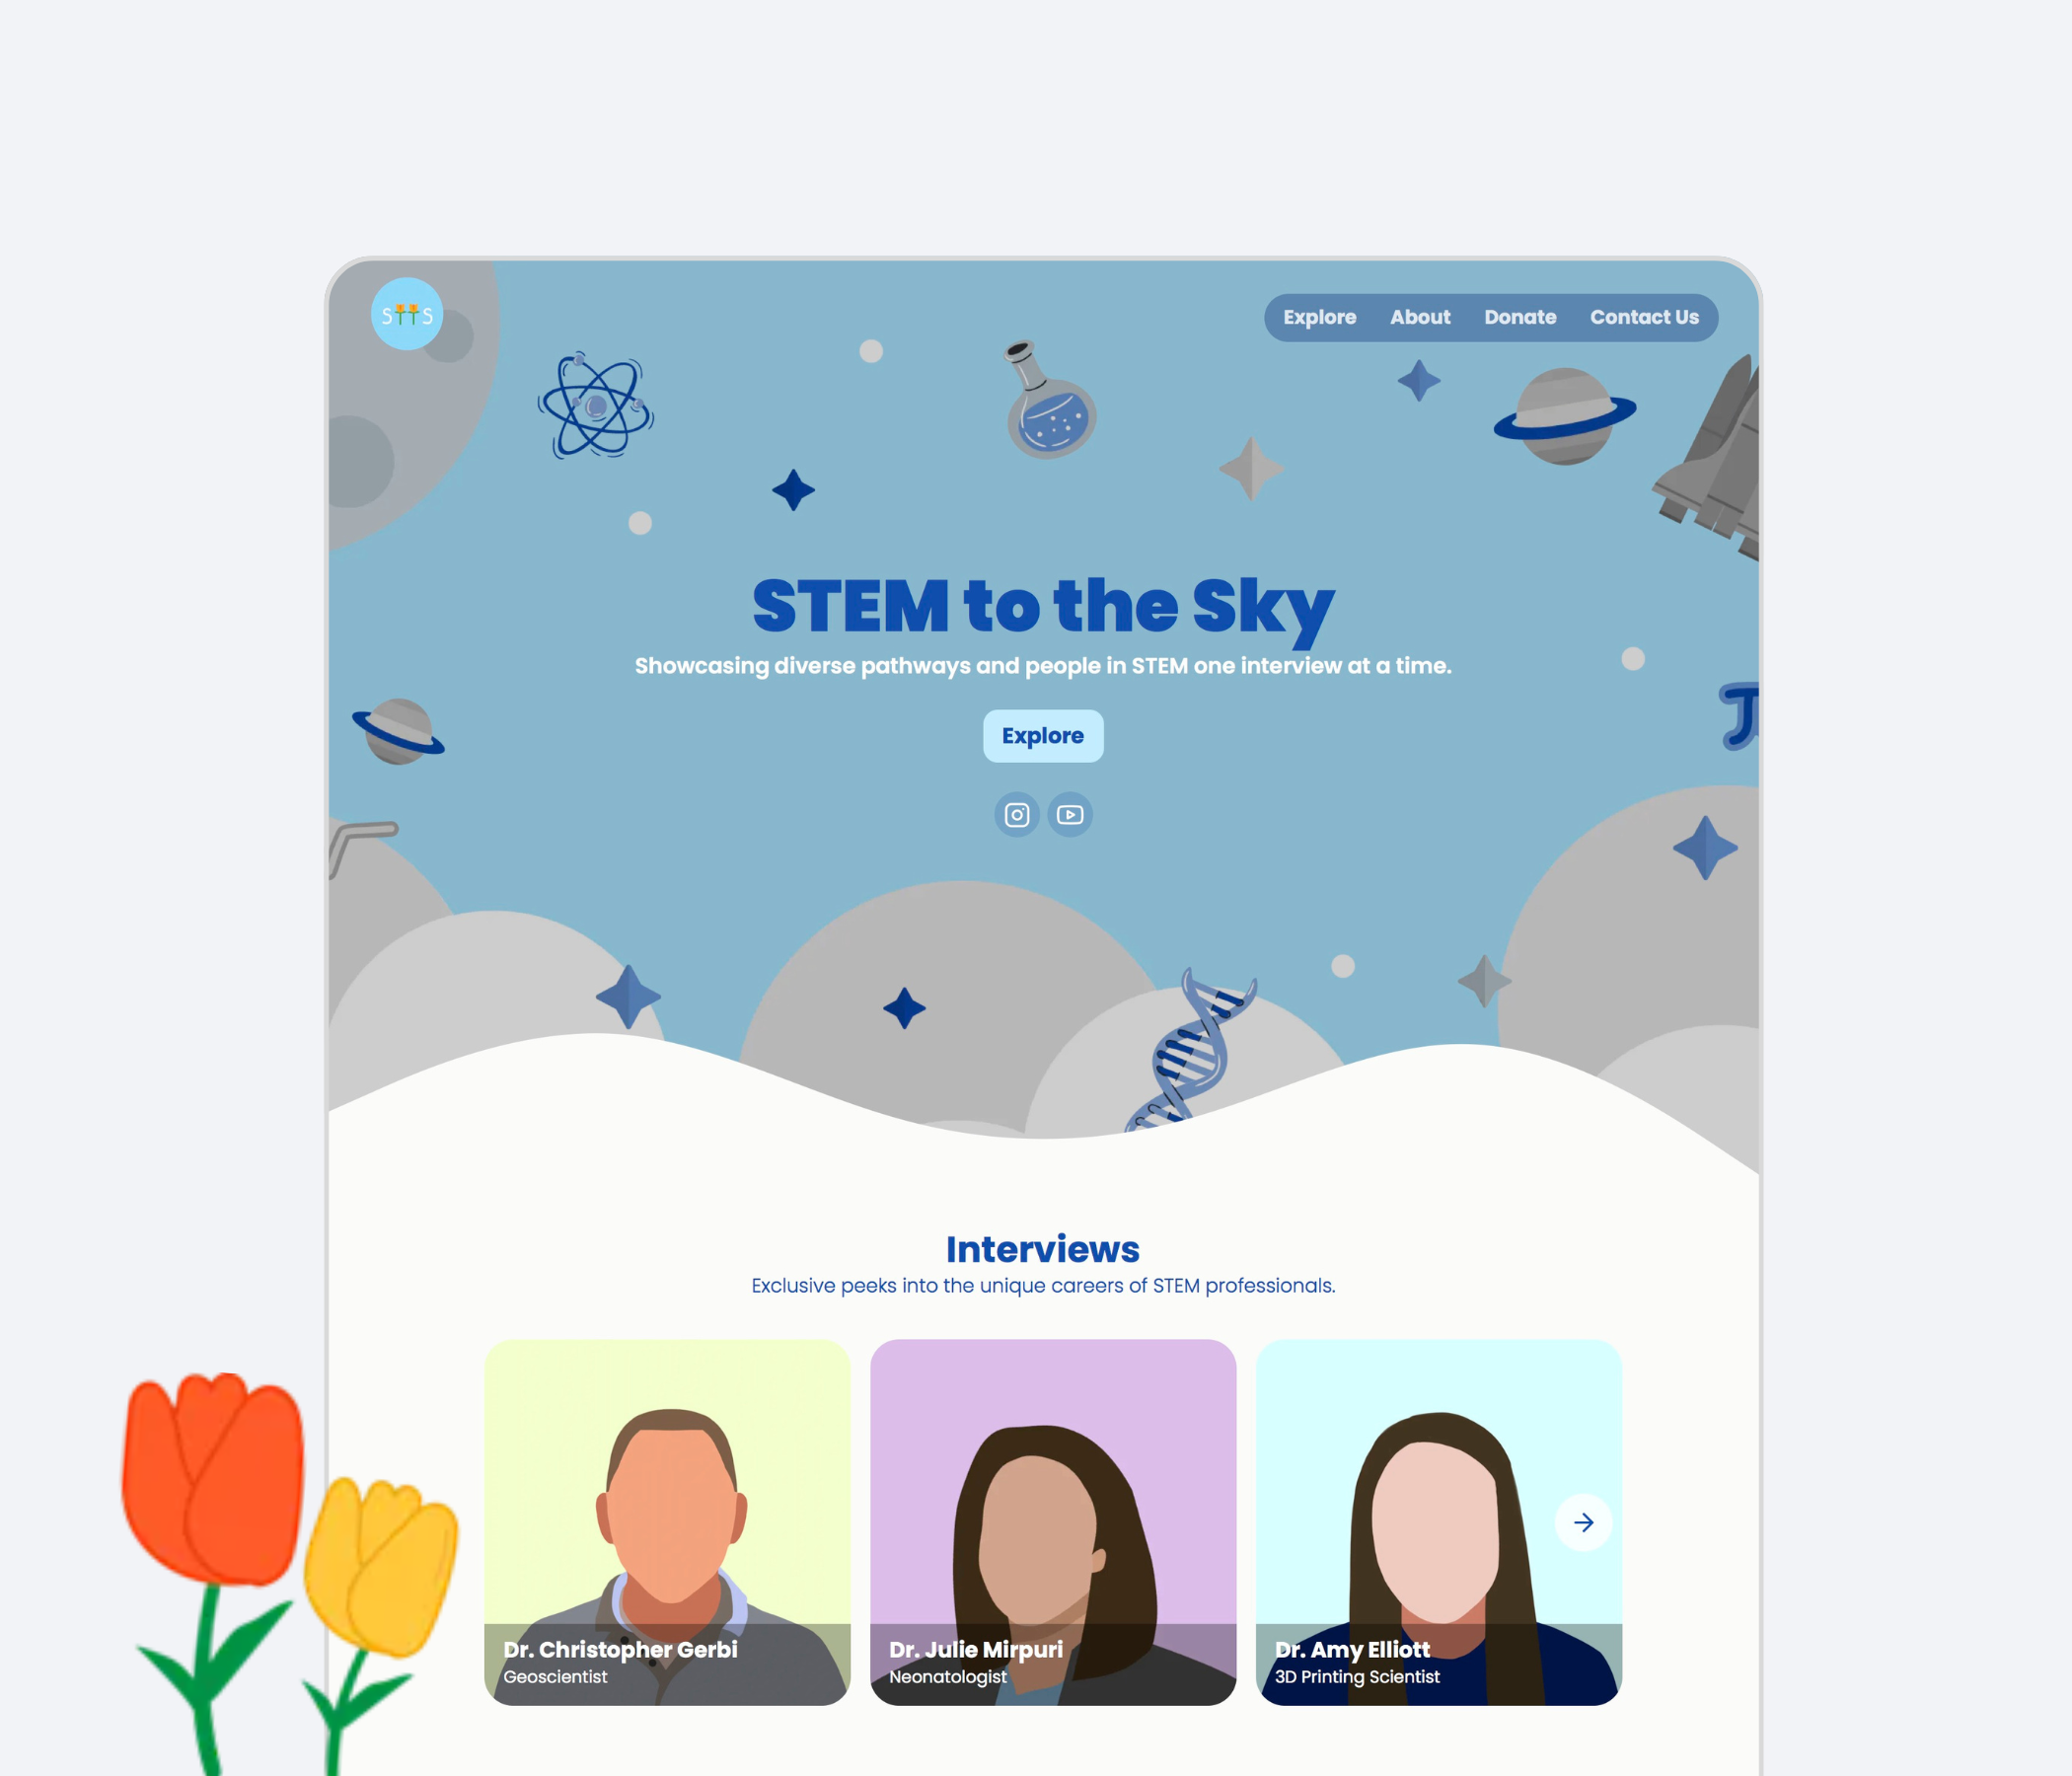 STTS
Explore About Donate Contact Us
STEM to the Sky
Showcasing diverse pathways and people in STEM one interview at a time.
Explore
Interviews
Exclusive peeks into the unique careers of STEM professionals.
Dr. Christopher Gerbi
Geoscientist
Dr. Julie Mirpuri
Neonatologist
Dr. Amy Elliott
3D Printing Scientist